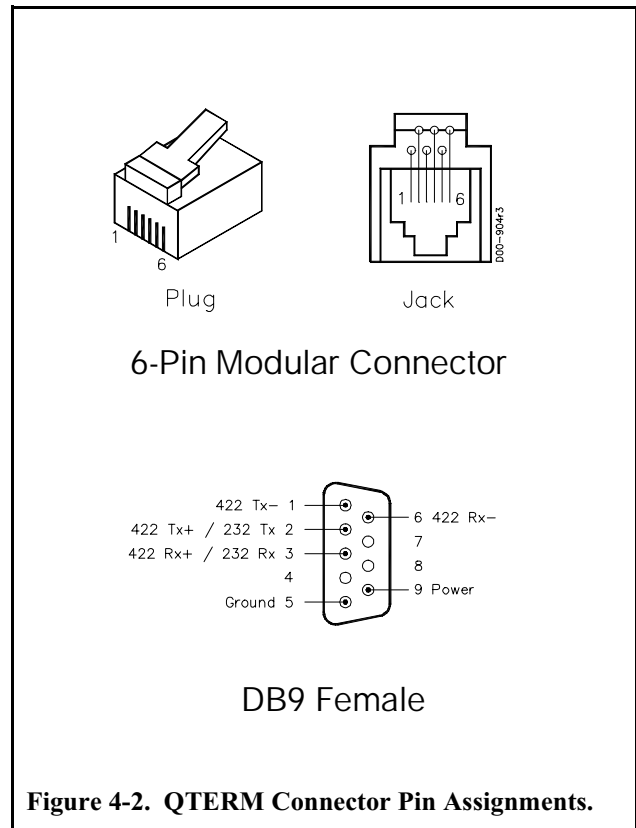 1 6
1 6
D00-904r3
Plug Jack
6-Pin Modular Connector
422 Tx- 1
6 422 Rx-
422 Tx+ / 232 Tx 2
7
422 Rx+ / 232 Rx 3
8
4
9 Power
Ground 5
DB9 Female
Figure 4-2. QTERM Connector Pin Assignments.